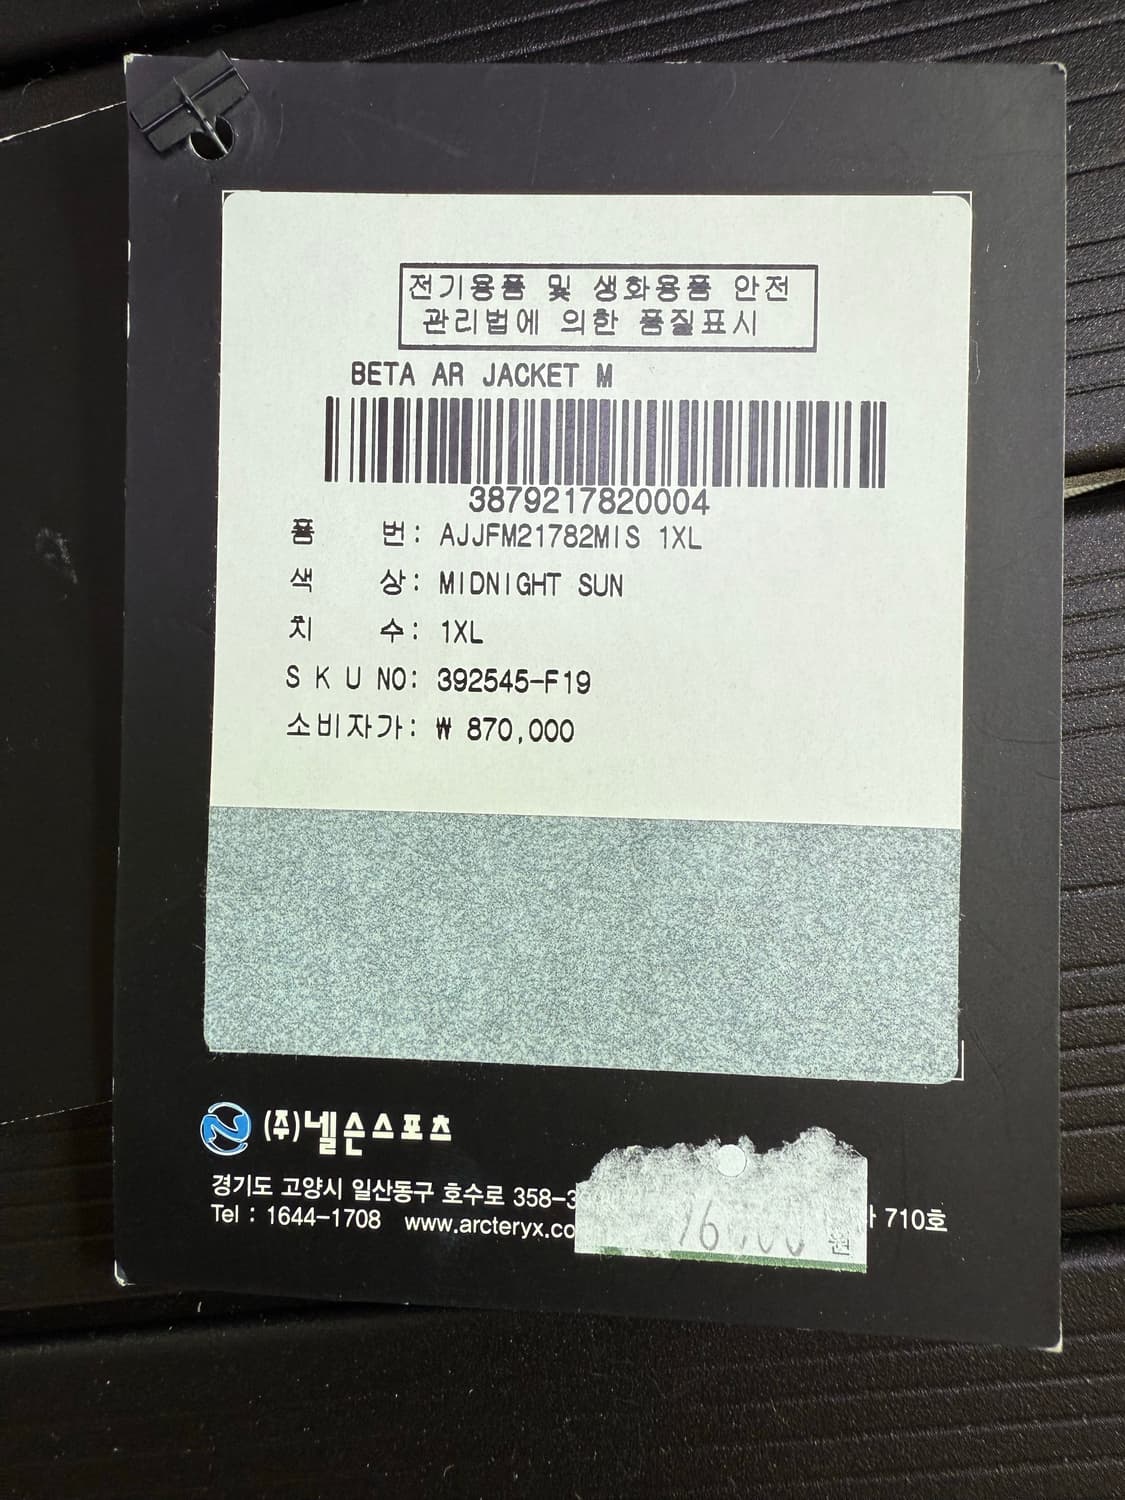 전기용품 및 생화용품 안전
관리법에 의한 품질표시
BETA AR JACKET M
3879217820004
품 번: AJJFM21782MIS 1XL
색 상: MIDNIGHT SUN
치 수: 1XL
S K U NO: 392545-F19
소비자가: ₩ 870,000
(주)넬슨스포츠
경기도 고양시 일산동구 호수로 710호
Tel : 1644-1708 www.arcteryx.co
원